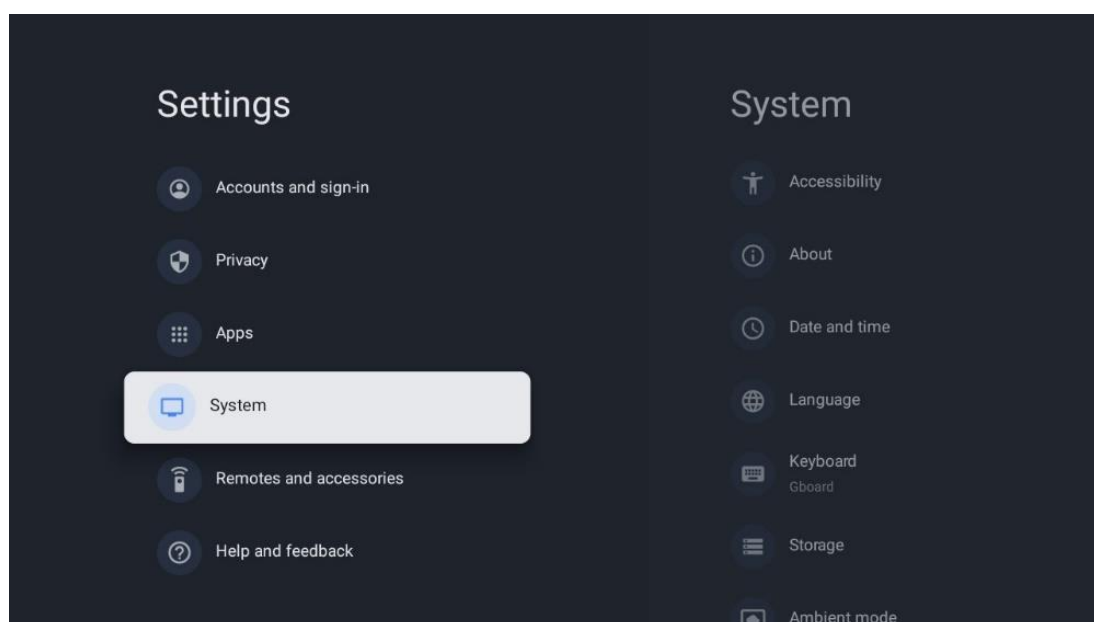 Settings
Accounts and sign-in
Privacy
Apps
System
Remotes and accessories
Help and feedback
System
Accessibility
About
Date and time
Language
Keyboard
Gboard
Storage
Ambient mode